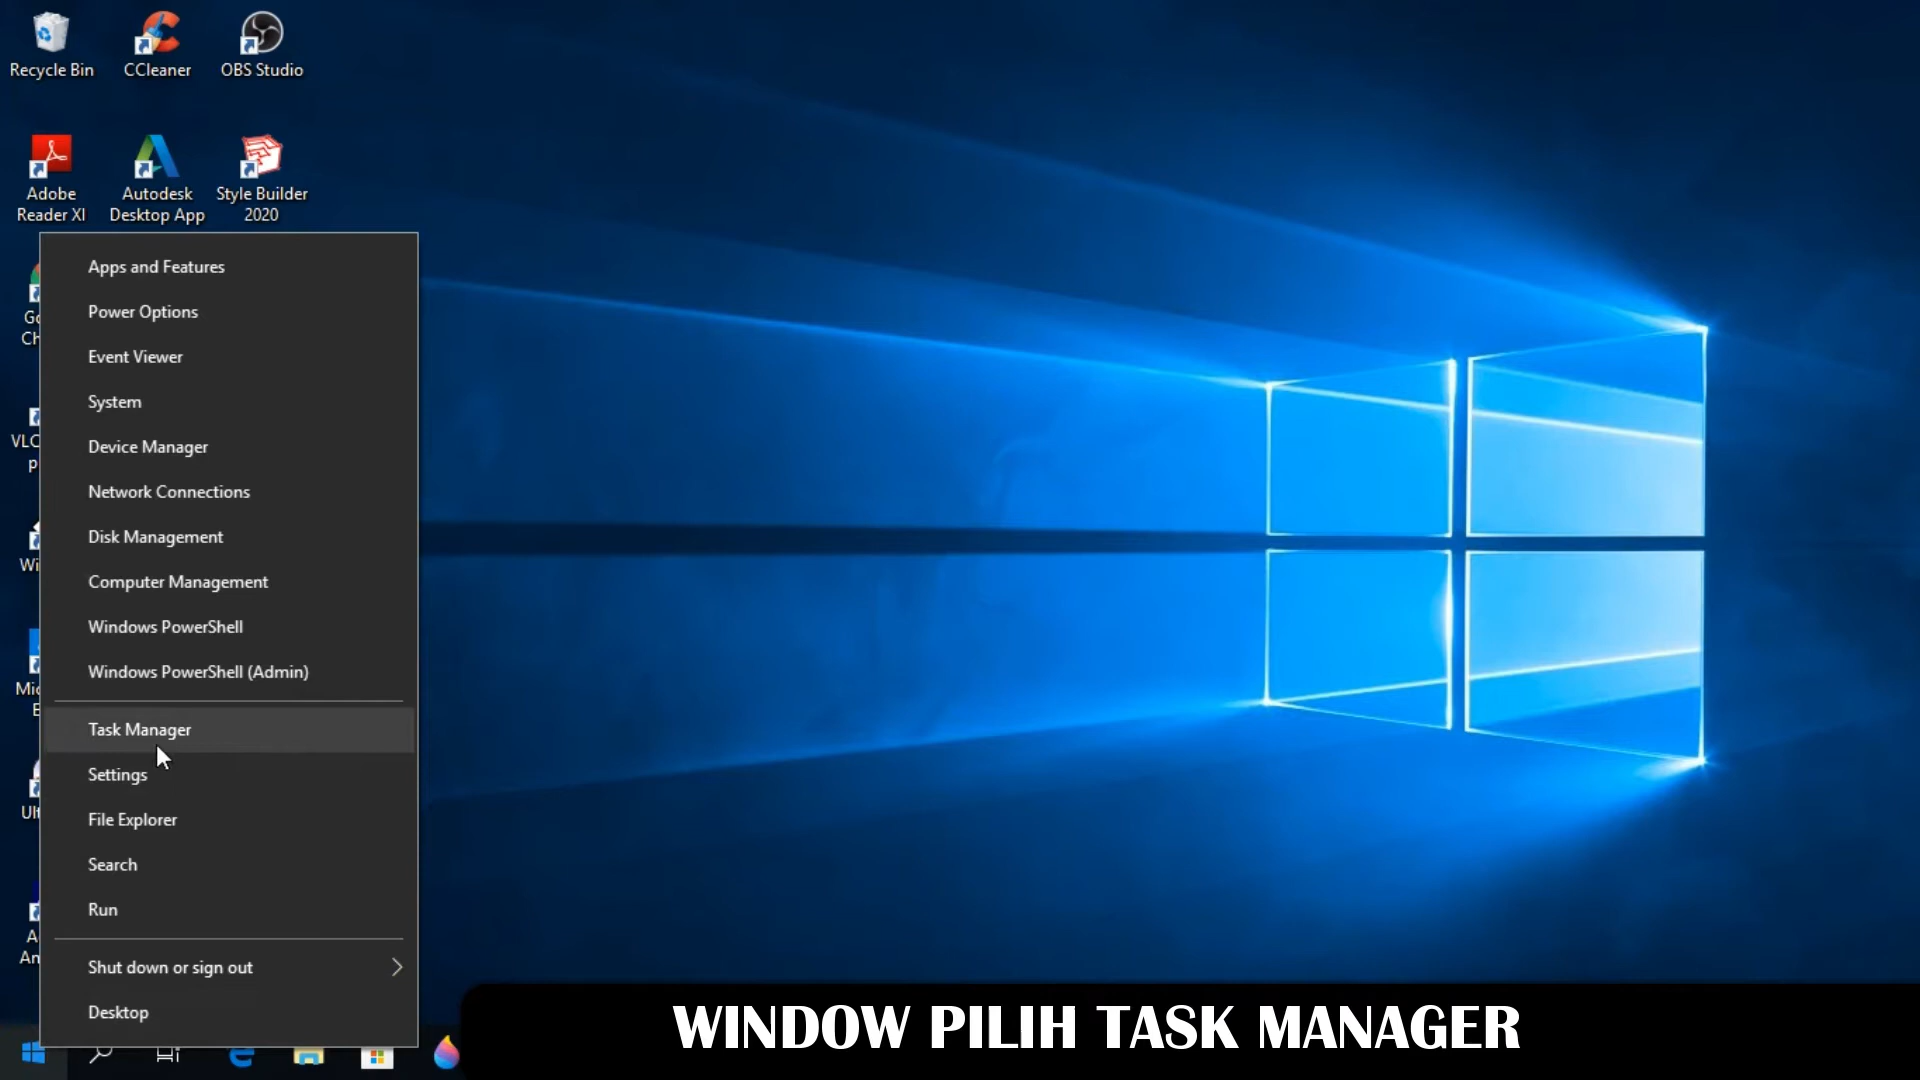 Recycle Bin
CCleaner
OBS Studio
Adobe
Reader XI
Autodesk
Desktop App
Style Builder
2020
Apps and Features
Power Options
Event Viewer
System
Device Manager
Network Connections
Disk Management
Computer Management
Windows PowerShell
Windows PowerShell (Admin)
Task Manager
Settings
File Explorer
Search
Run
Shut down or sign out
Desktop
VLC
WINDOW PILIH TASK MANAGER